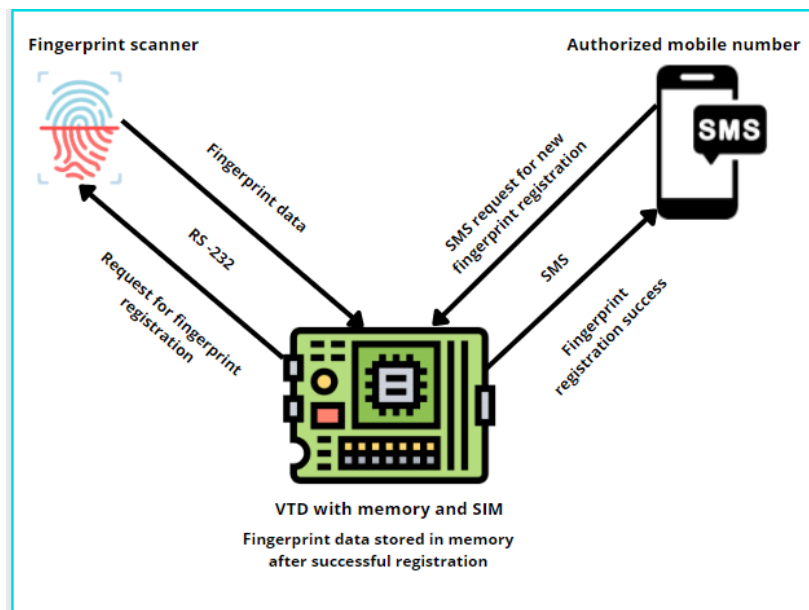 Fingerprint scanner
Authorized mobile number
SMS
Fingerprint data
RS -232
Request for fingerprint
registration
SMS request for new
fingerprint registration
SMS
Fingerprint
registration success
VTD with memory and SIM
Fingerprint data stored in memory
after successful registration